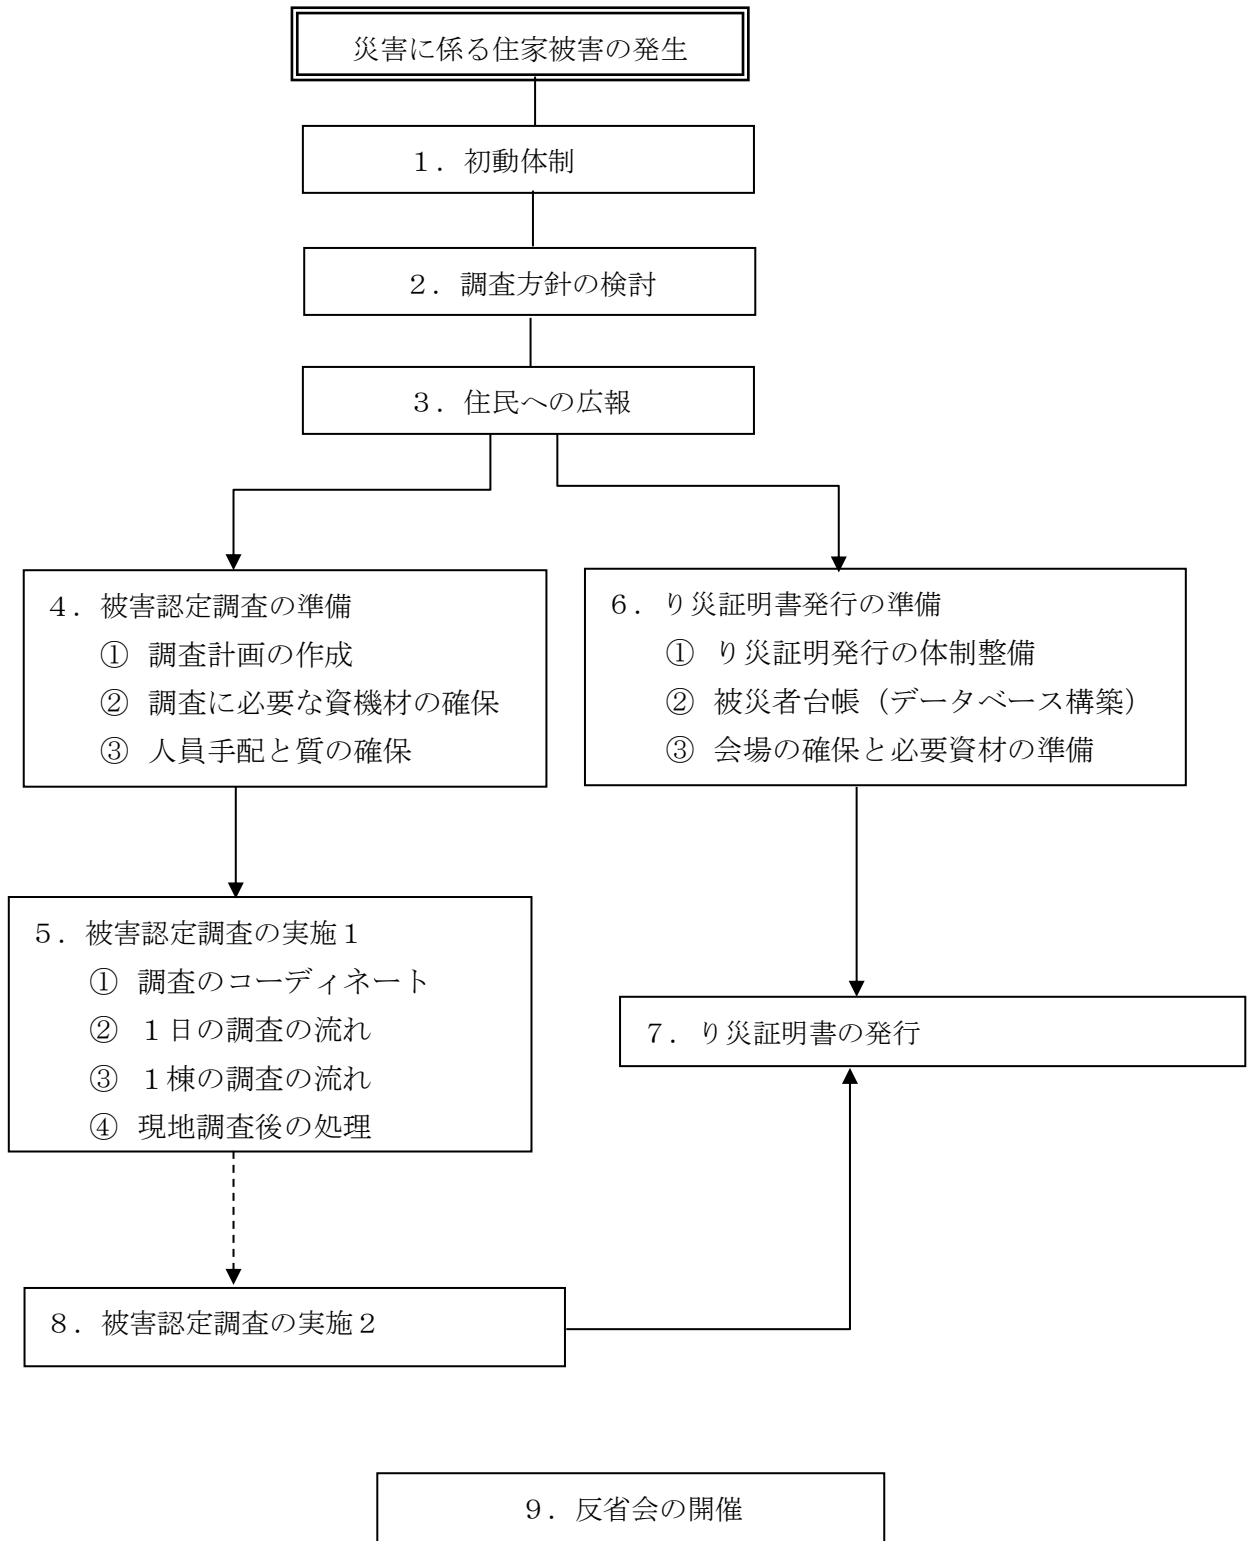 災害に係る住家被害の発生
１．初動体制
２．調査方針の検討
３．住民への広報
４．被害認定調査の準備
① 調査計画の作成
② 調査に必要な資機材の確保
③ 人員手配と質の確保
５．被害認定調査の実施１
① 調査のコーディネート
② １日の調査の流れ
③ １棟の調査の流れ
④ 現地調査後の処理
６．り災証明書発行の準備
① り災証明発行の体制整備
② 被災者台帳（データベース構築）
③ 会場の確保と必要資材の準備
７．り災証明書の発行
８．被害認定調査の実施２
９．反省会の開催